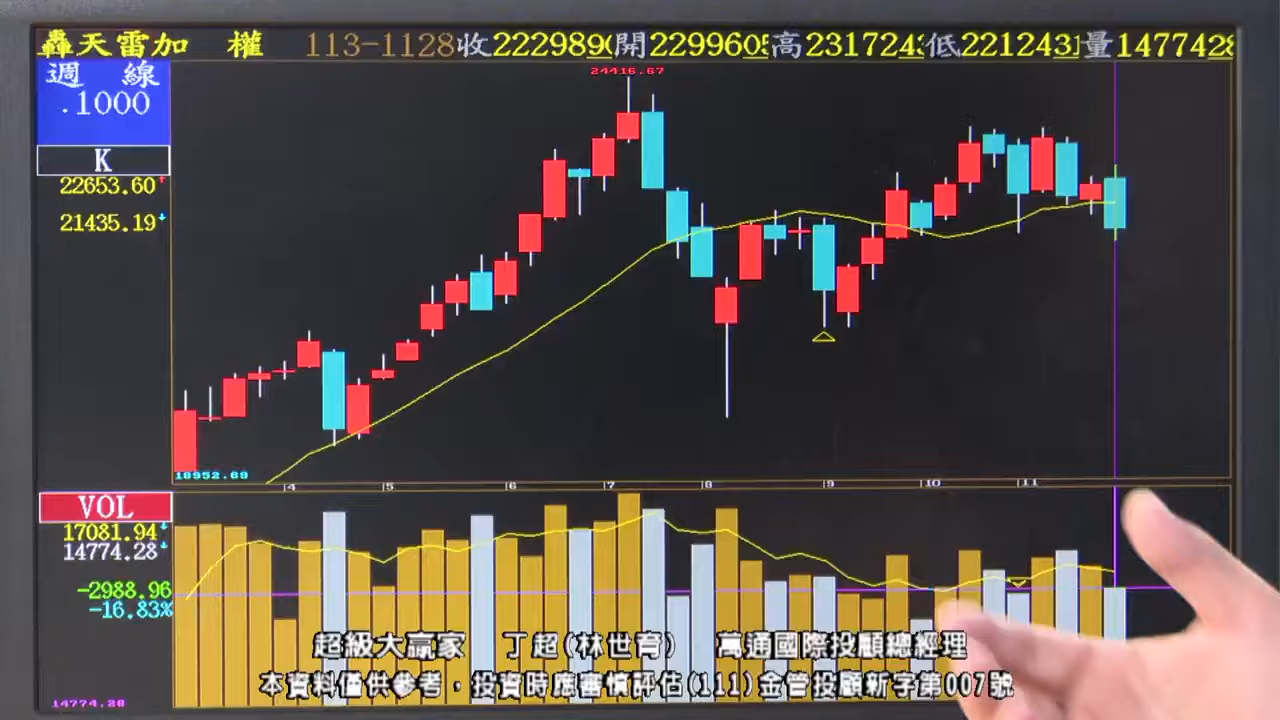 轟天雷加 權 113-1128收222989開229960高231724低221243量147742
週 線
.1000
K
22653.60
21435.19
24416.67
18952.69
4 5 6 7 8 9 10 11
VOL
17081.94
14774.28
-2988.96
-16.83%
14774.28
超級大贏家 丁超(林世育) 萬通國際投顧總經理
本資料僅供參考，投資時應審慎評估(111)金管投顧新字第007號